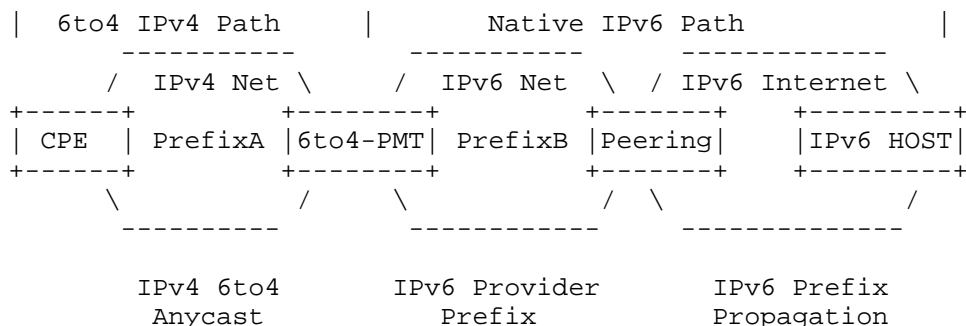 |  6to4 IPv4 Path    |        Native IPv6 Path            |
        -----------           -----------       -------------
      /  IPv4 Net \     /  IPv6 Net   \  / IPv6 Internet \
+------+          +--------+          +-------+     +---------+
| CPE  | PrefixA  |6to4-PMT| PrefixB  |Peering|     |IPv6 HOST|
+------+          +--------+          +-------+     +---------+
      \           /     \             /  \                /
       ----------        ------------     --------------
IPv4 6to4          IPv6 Provider          IPv6 Prefix
Anycast            Prefix                 Propagation